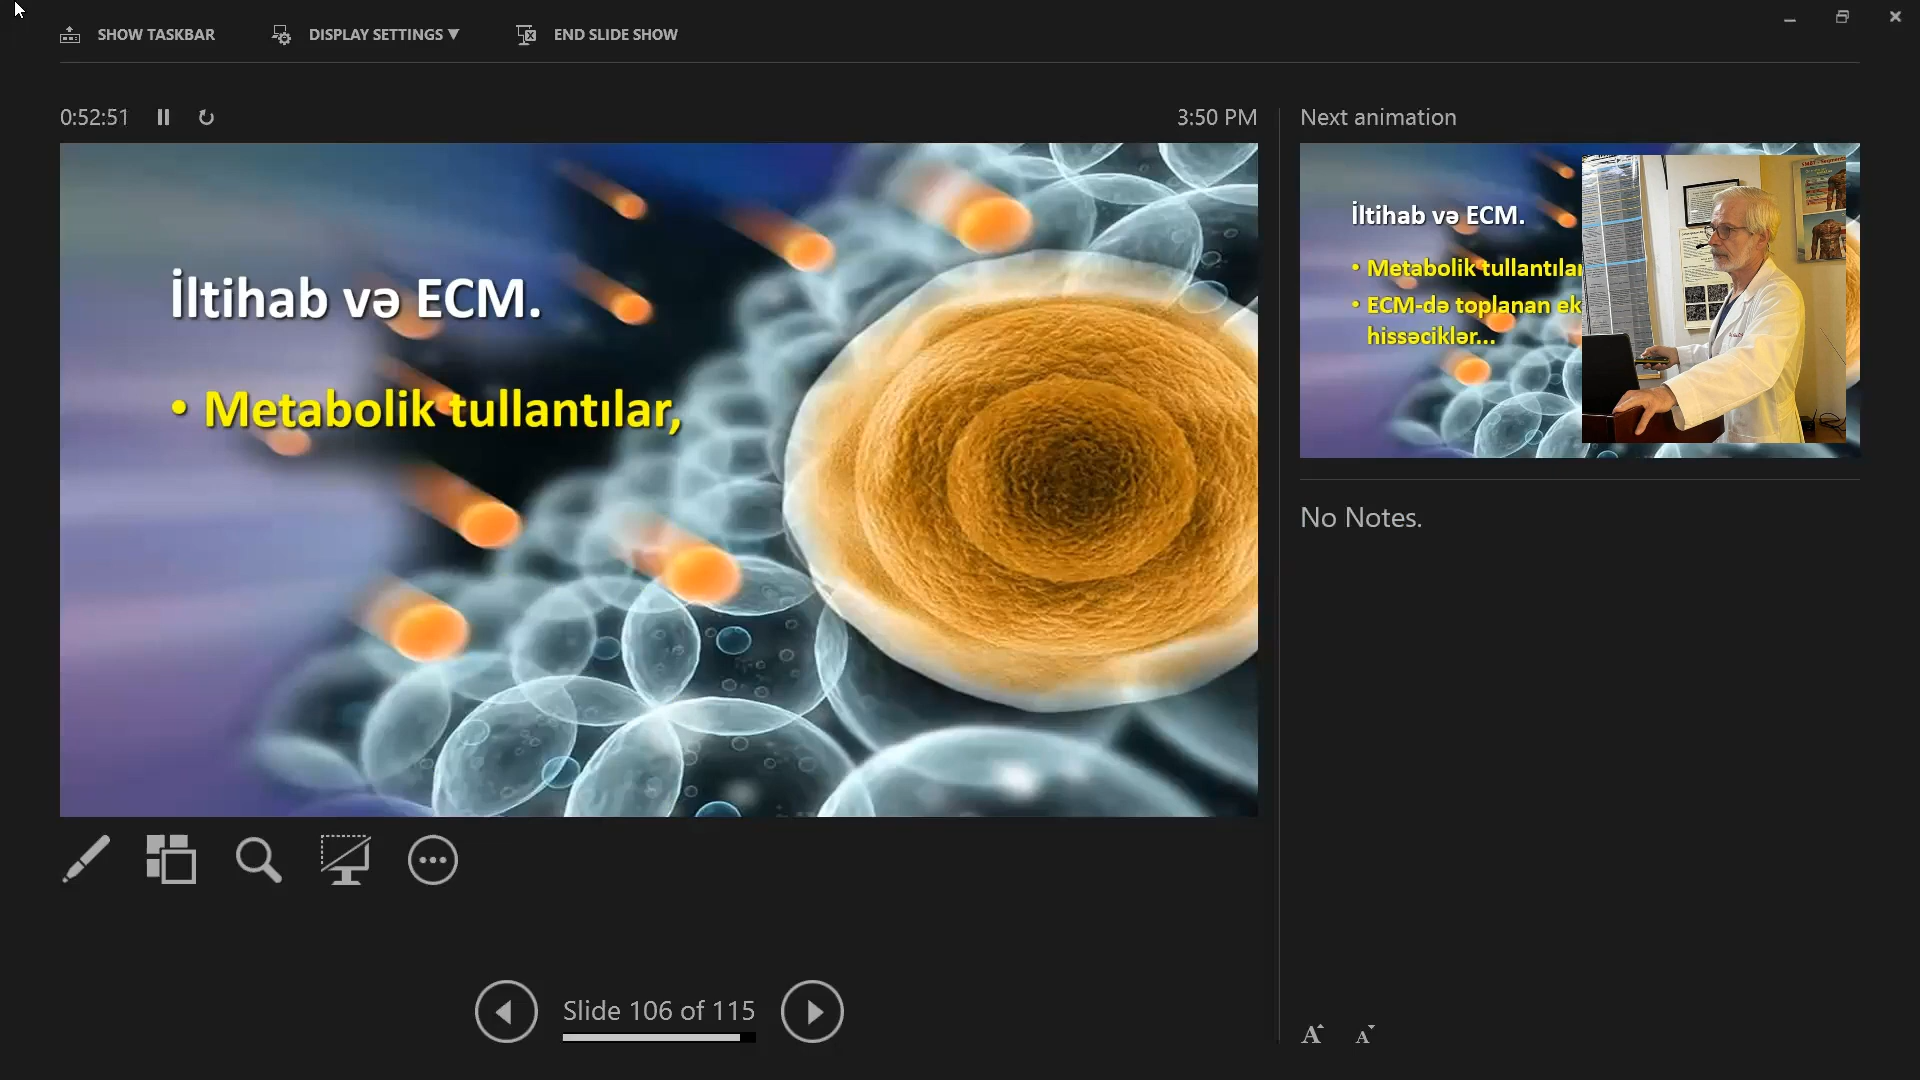 SHOW TASKBAR
DISPLAY SETTINGS ▼
END SLIDE SHOW
0:52:51
3:50 PM
Next animation
İltihab və ECM.
• Metabolik tullantılar,
İltihab və ECM.
• Metabolik tullantılar
• ECM-də toplanan ek
hissəciklər...
No Notes.
Slide 106 of 115
A
A